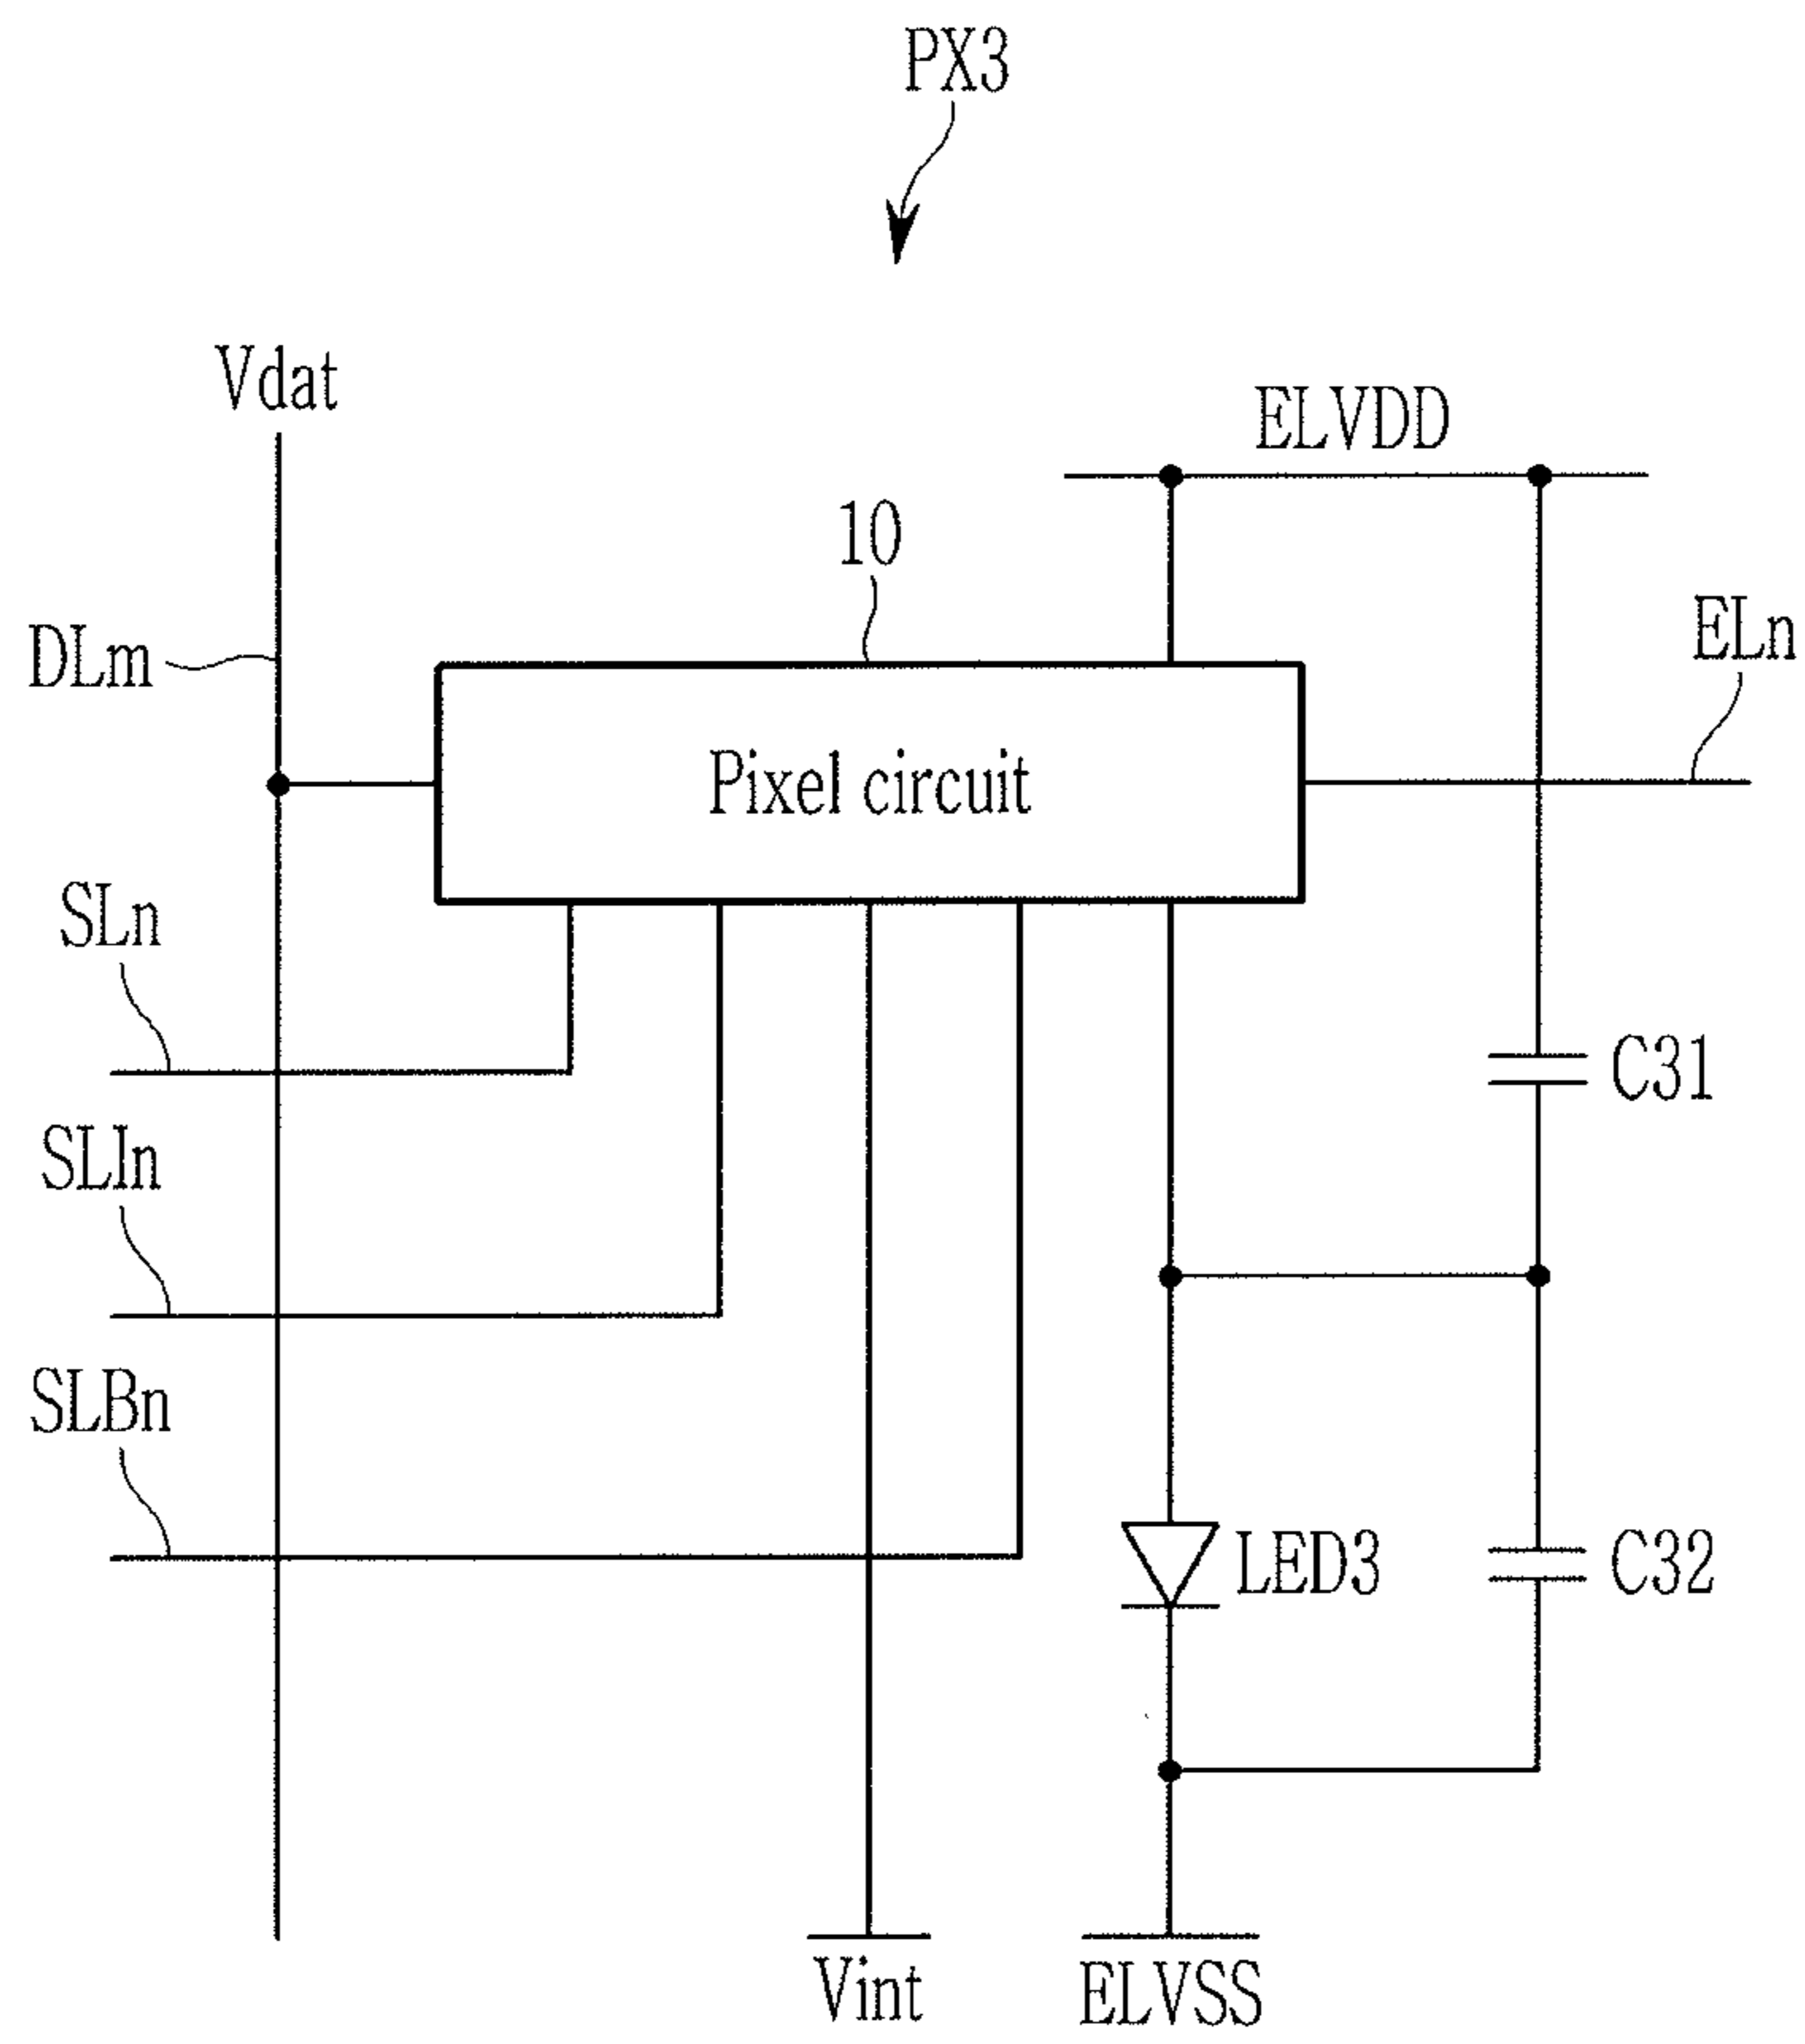 PX3
Vdat
ELVDD
10
DLm
ELn
Pixel circuit
SLn
C31
SLIn
SLBn
LED3
C32
Vint
ELVSS